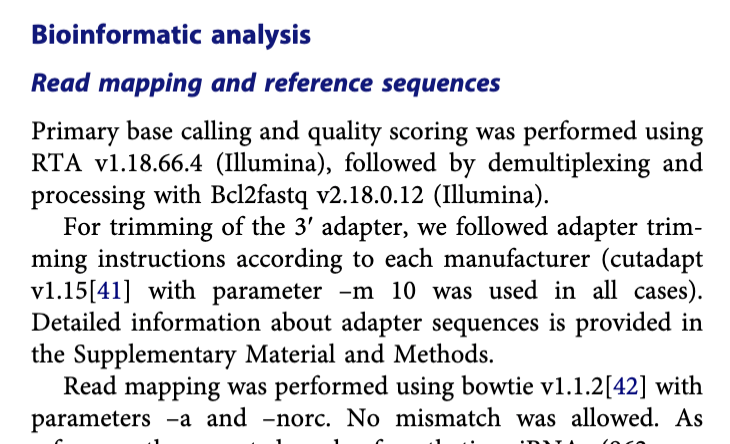 Bioinformatic analysis
Read mapping and reference sequences
Primary base calling and quality scoring was performed using
RTA v1.18.66.4 (Illumina), followed by demultiplexing and
processing with Bcl2fastq v2.18.0.12 (Illumina).
For trimming of the 3′ adapter, we followed adapter trim-
ming instructions according to each manufacturer (cutadapt
v1.15[41] with parameter –m 10 was used in all cases).
Detailed information about adapter sequences is provided in
the Supplementary Material and Methods.
Read mapping was performed using bowtie v1.1.2[42] with
parameters –a and –norc. No mismatch was allowed. As